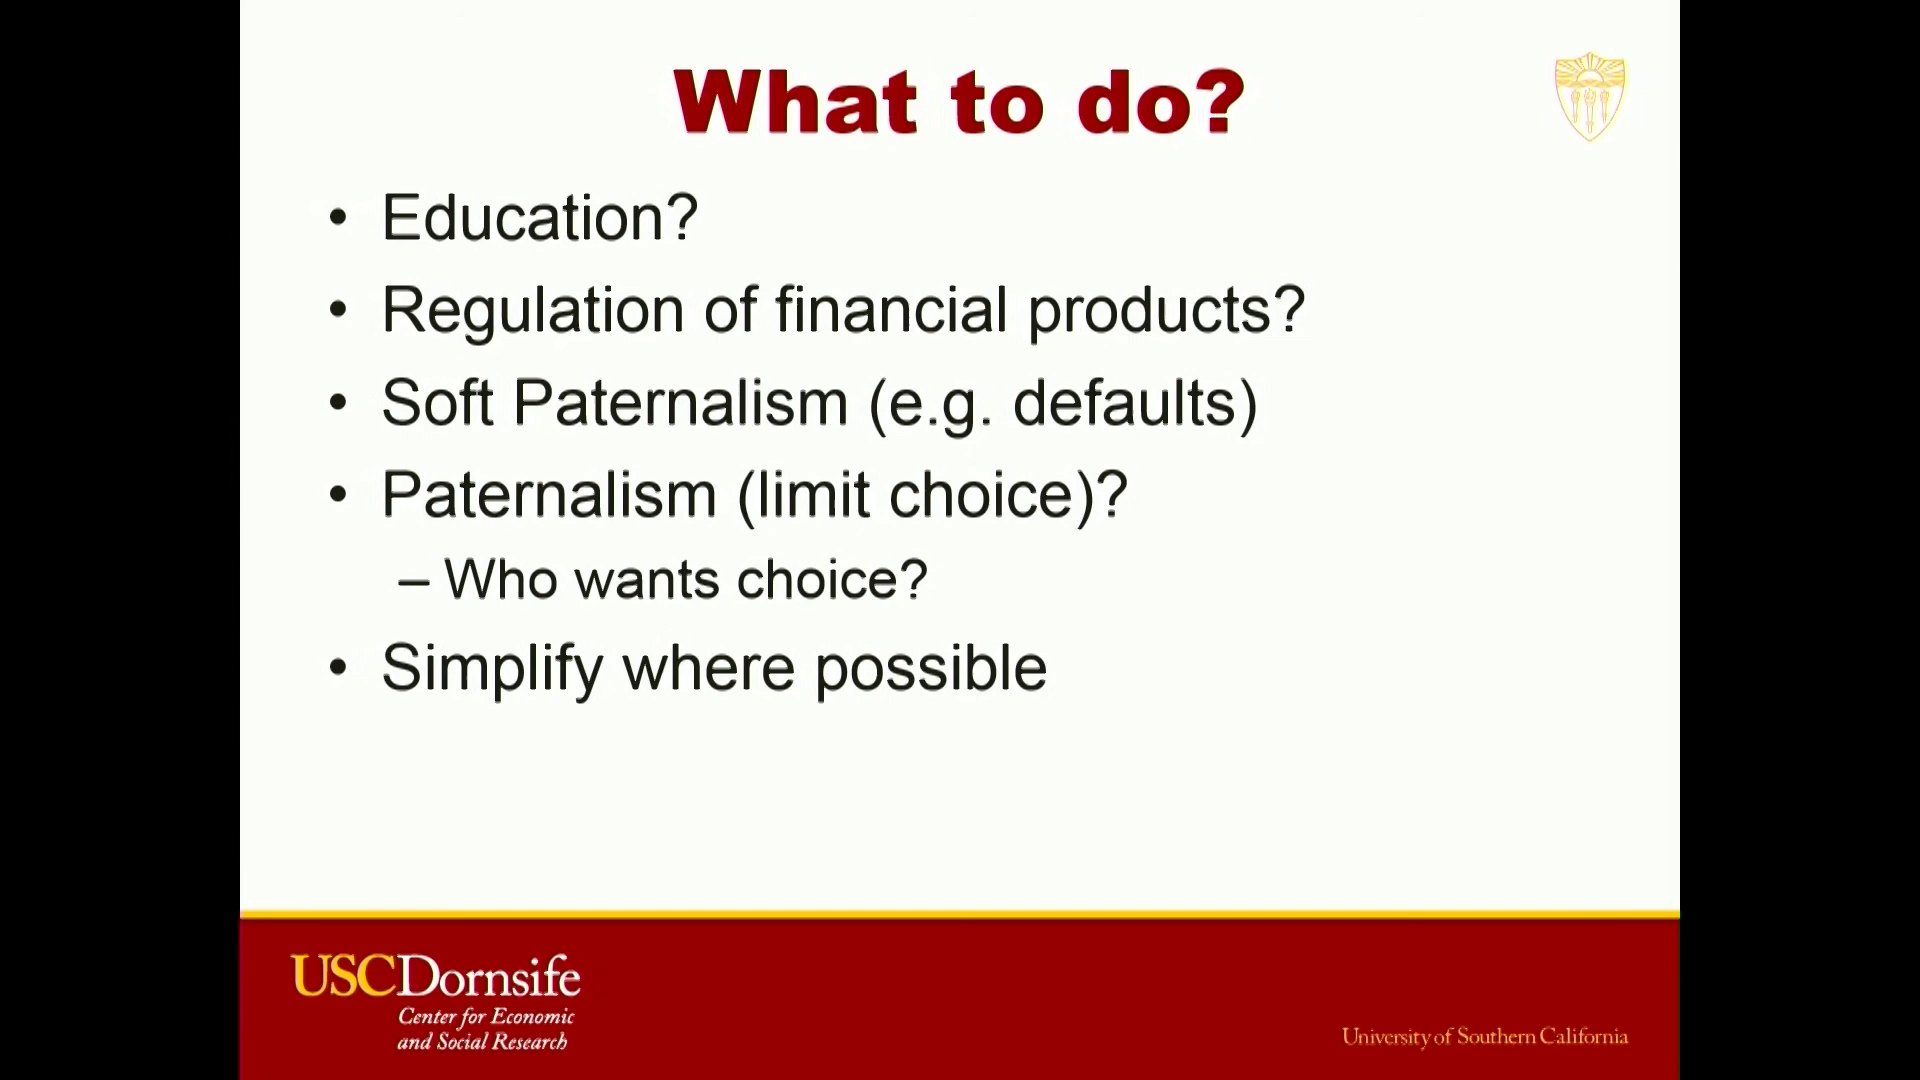 What to do?
• Education?
• Regulation of financial products?
• Soft Paternalism (e.g. defaults)
• Paternalism (limit choice)?
– Who wants choice?
• Simplify where possible
USCDornsife
Center for Economic
and Social Research
University of Southern California